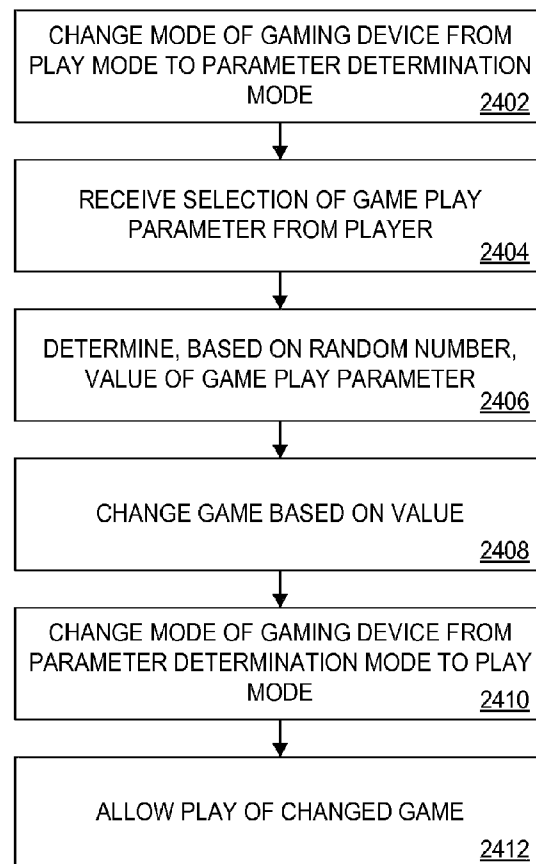 CHANGE MODE OF GAMING DEVICE FROM
PLAY MODE TO PARAMETER DETERMINATION
MODE
2402
RECEIVE SELECTION OF GAME PLAY
PARAMETER FROM PLAYER
2404
DETERMINE, BASED ON RANDOM NUMBER,
VALUE OF GAME PLAY PARAMETER
2406
CHANGE GAME BASED ON VALUE
2408
CHANGE MODE OF GAMING DEVICE FROM
PARAMETER DETERMINATION MODE TO PLAY
MODE
2410
ALLOW PLAY OF CHANGED GAME
2412